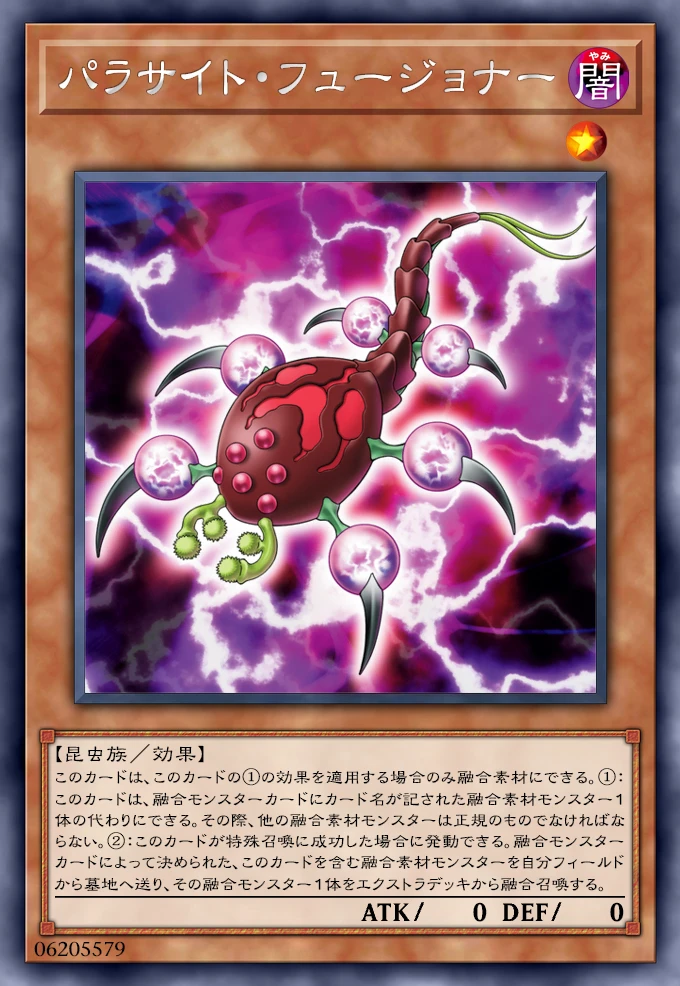 パラサイト・フュージョナー
やみ
闇
【昆虫族／効果】
このカードは、このカードの①の効果を適用する場合のみ融合素材にできる。①：
このカードは、融合モンスターカードにカード名が記された融合素材モンスター１
体の代わりにできる。その際、他の融合素材モンスターは正規のものでなければな
らない。②：このカードが特殊召喚に成功した場合に発動できる。融合モンスター
カードによって決められた、このカードを含む融合素材モンスターを自分フィールド
から墓地へ送り、その融合モンスター１体をエクストラデッキから融合召喚する。
ATK/ 0 DEF/ 0
06205579